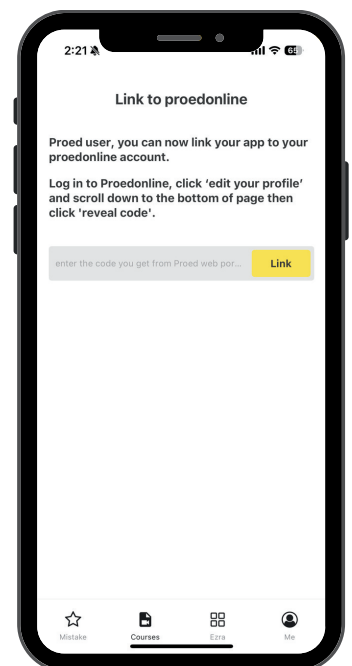 2:21
65
Link to proedonline
Proed user, you can now link your app to your
proedonline account.
Log in to Proedonline, click ‘edit your profile’
and scroll down to the bottom of page then
click 'reveal code'.
enter the code you get from Proed web por...
Link
Mistake
Courses
Ezra
Me